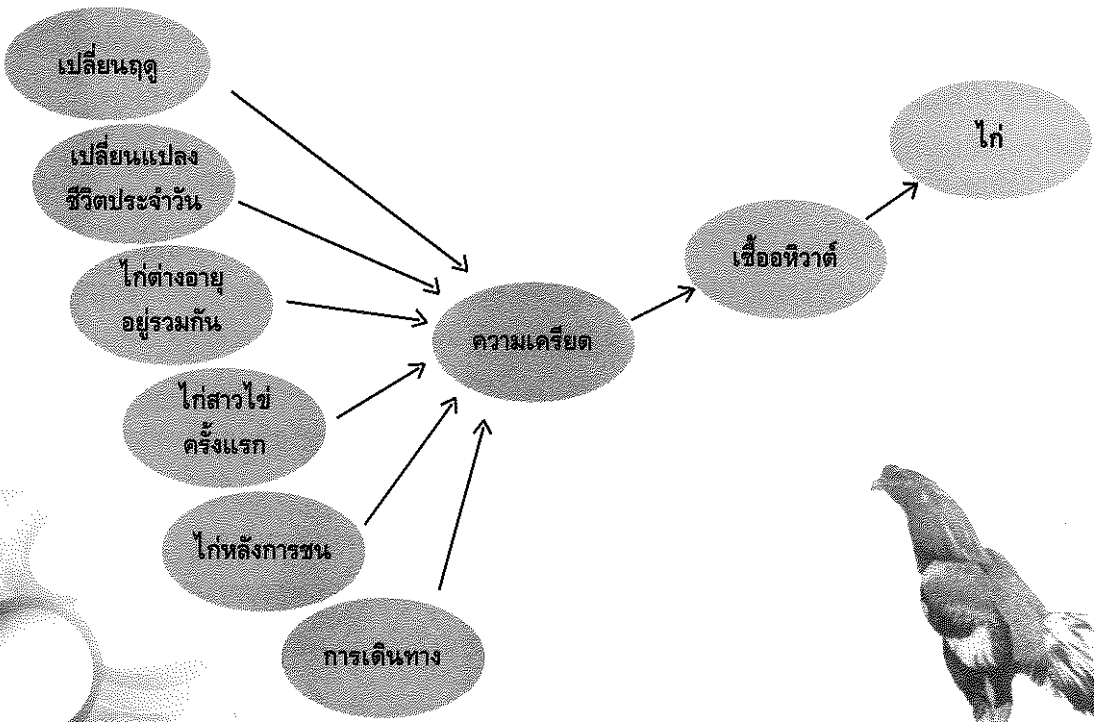 เปลี่ยนฤดู
เปลี่ยนแปลง
ชีวิตประจำวัน
ไก่ต่างอายุ
อยู่รวมกัน
ไก่สาวไข่
ครั้งแรก
ไก่หลังการชน
การเดินทาง
ความเครียด
เชื้ออหิวาต์
ไก่